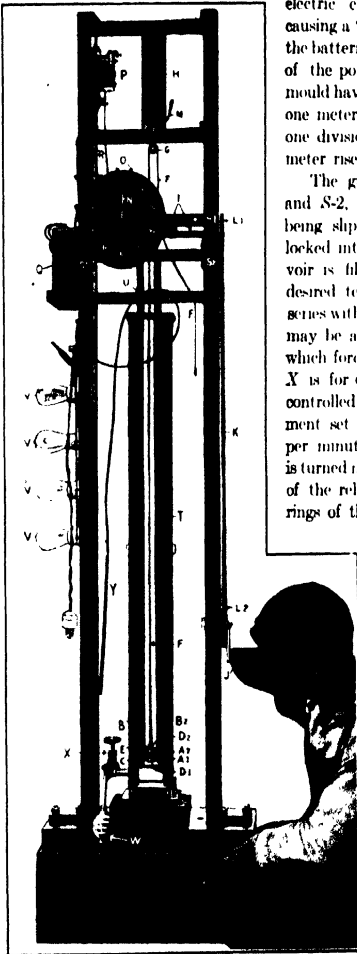 electric c
causing a
the batter
of the po
mould hav
one meter
one divisi
meter rise
The g
and S-2,
being slip
locked int
voir is fil
desired te
series with
may be a
which forc
X is for
controlled
ment set
per minut
is turned
of the rel
rings of th
P
H
M
G
O
F
N
I
L1
Q
S
U
F
V
V
V
V
K
T
Y
L2
F
J
B
B2
D2
X
E
A2
C
A1
D1
W